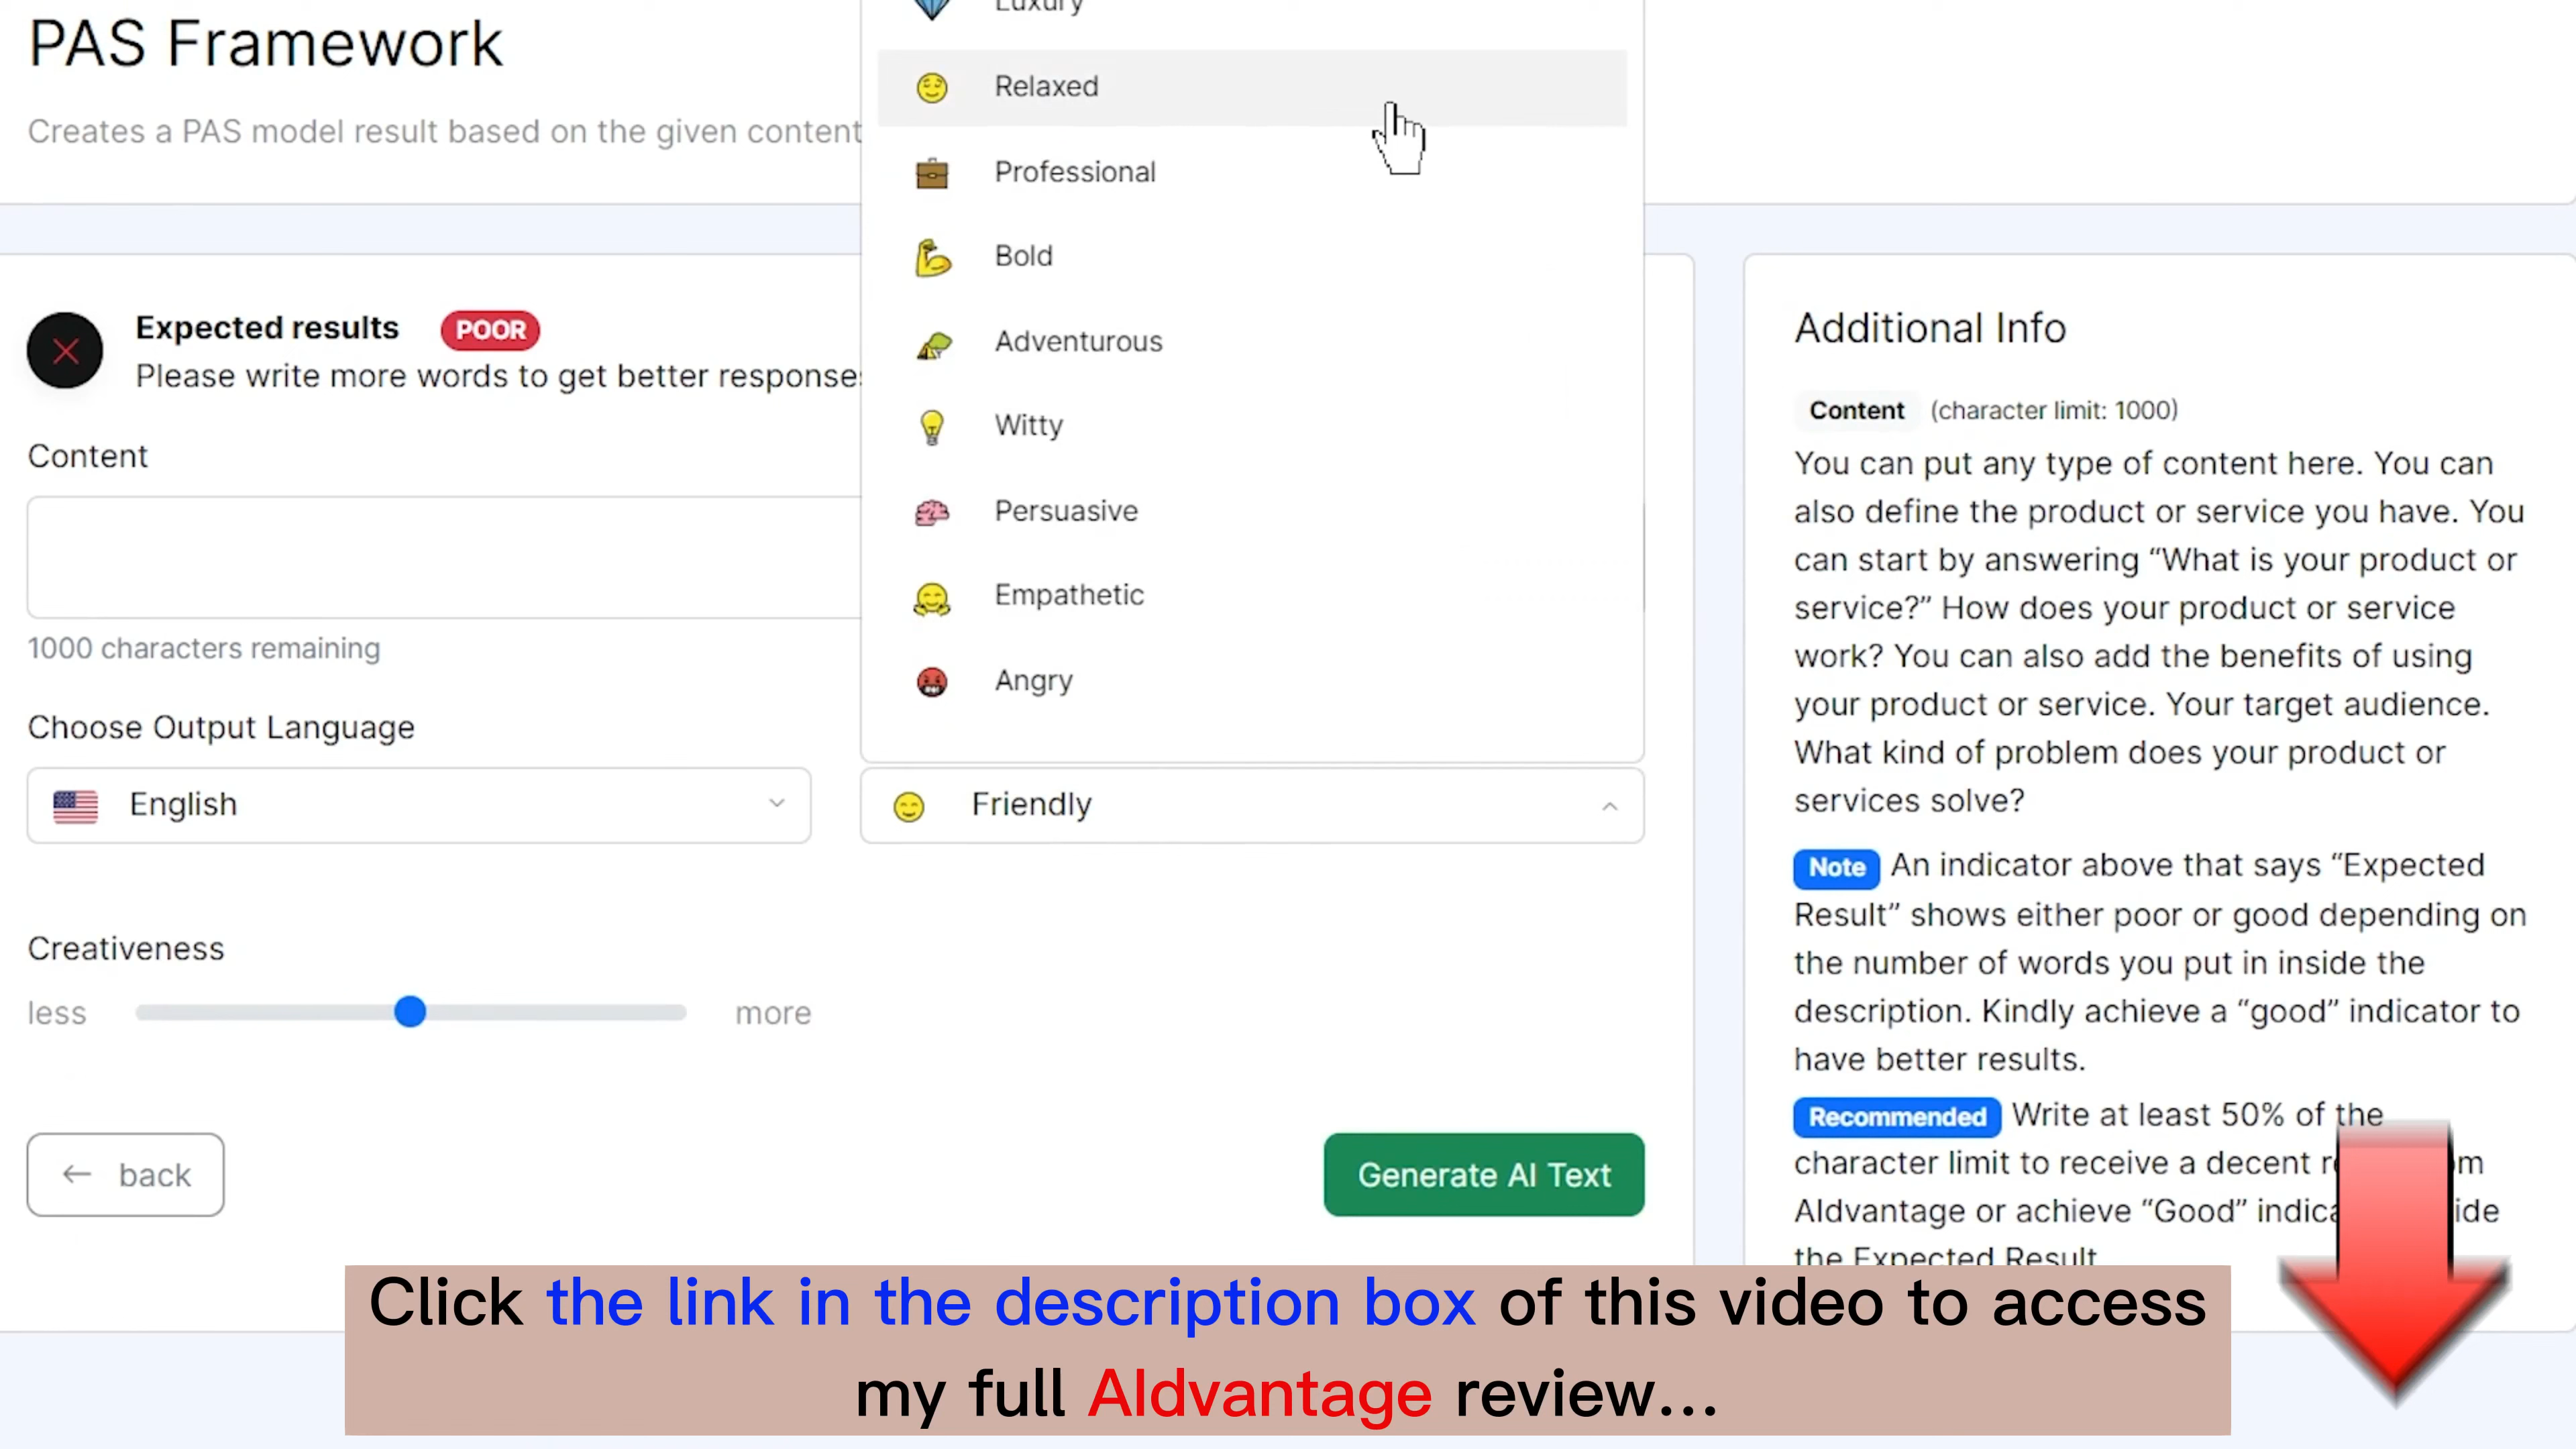 PAS Framework
Creates a PAS model result based on the given content
Luxury
Relaxed
Professional
Bold
Adventurous
Witty
Persuasive
Empathetic
Angry
Friendly
Expected results POOR
Please write more words to get better responses
Content
1000 characters remaining
Choose Output Language
English
Creativeness
less more
← back
Generate AI Text
Additional Info
Content (character limit: 1000)
You can put any type of content here. You can
also define the product or service you have. You
can start by answering “What is your product or
service?” How does your product or service
work? You can also add the benefits of using
your product or service. Your target audience.
What kind of problem does your product or
services solve?
Note An indicator above that says “Expected
Result” shows either poor or good depending on
the number of words you put in inside the
description. Kindly achieve a “good” indicator to
have better results.
Recommended Write at least 50% of the
character limit to receive a decent
AIdvantage or achieve “Good”
the Expected Result
Click the link in the description box of this video to access
my full AIdvantage review...